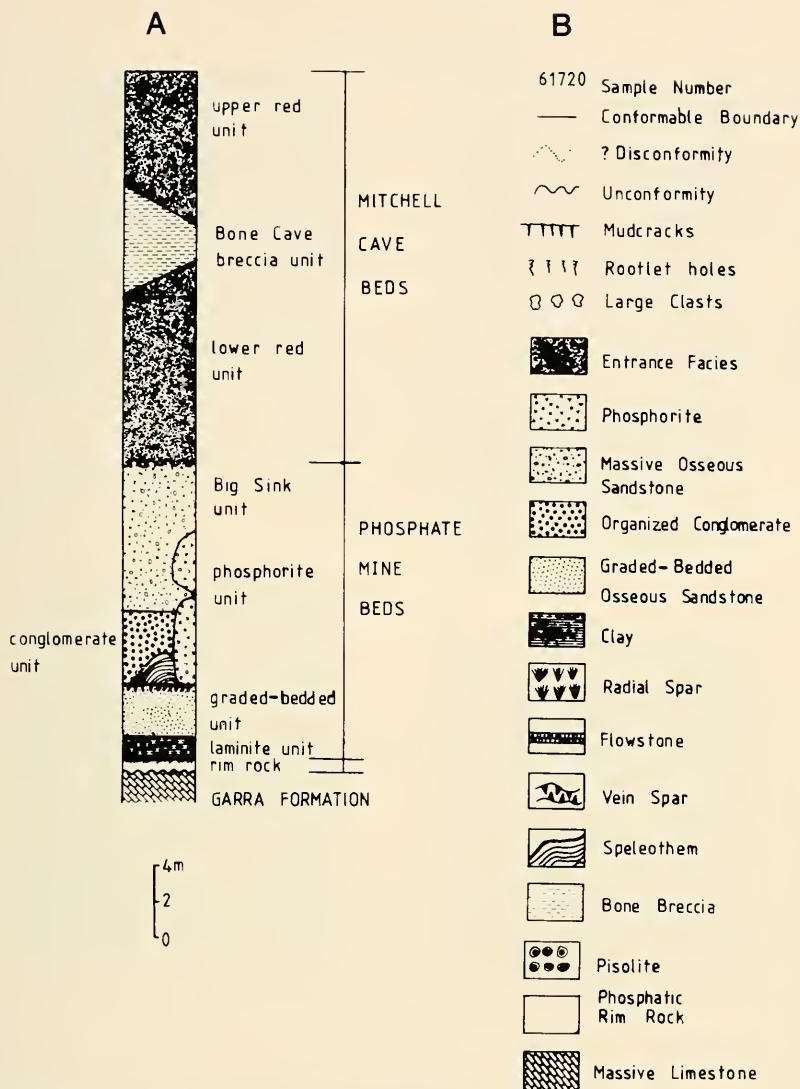 A
upper red
unit
Bone Cave
breccia unit
lower red
unit
MITCHELL
CAVE
BEDS
Big Sink
unit
phosphorite
unit
PHOSPHATE
MINE
BEDS
conglomerate
unit
graded-bedded
unit
laminite unit
rim rock
GARRA FORMATION
4m
2
0
B
61720 Sample Number
Conformable Boundary
? Disconformity
Unconformity
Mudcracks
Rootlet holes
Large Clasts
Entrance Facies
Phosphorite
Massive Osseous
Sandstone
Organized Conglomerate
Graded-Bedded
Osseous Sandstone
Clay
Radial Spar
Flowstone
Vein Spar
Speleothem
Bone Breccia
Pisolite
Phosphatic
Rim Rock
Massive Limestone